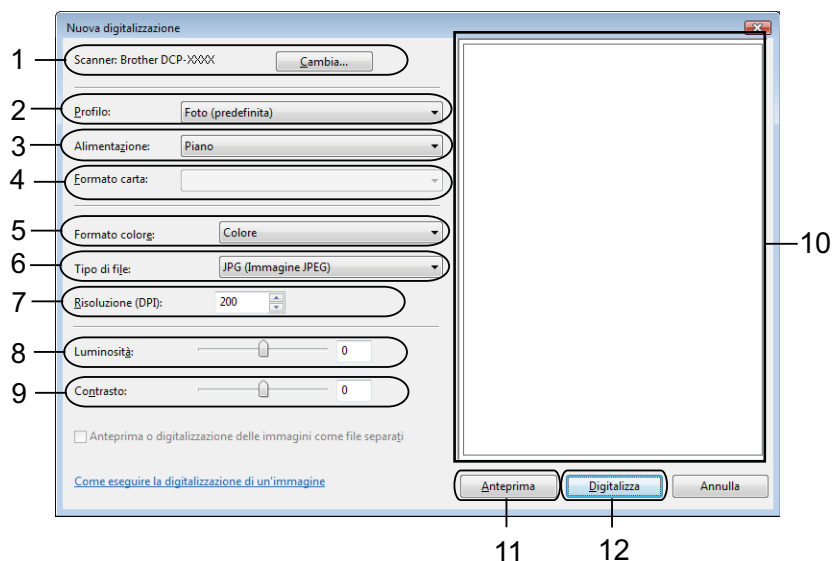 Nuova digitalizzazione
1 Scanner: Brother DCP-XXXX Cambia...
2 Profilo: Foto (predefinita)
3 Alimentazione: Piano
4 Formato carta:
5 Formato colore: Colore
10
6 Tipo di file: JPG (Immagine JPEG)
7 Risoluzione (DPI): 200
8 Luminosità: 0
9 Contrasto: 0
Anteprima o digitalizzazione delle immagini come file separati
Come eseguire la digitalizzazione di un'immagine
Anteprima Digitalizza Annulla
11 12